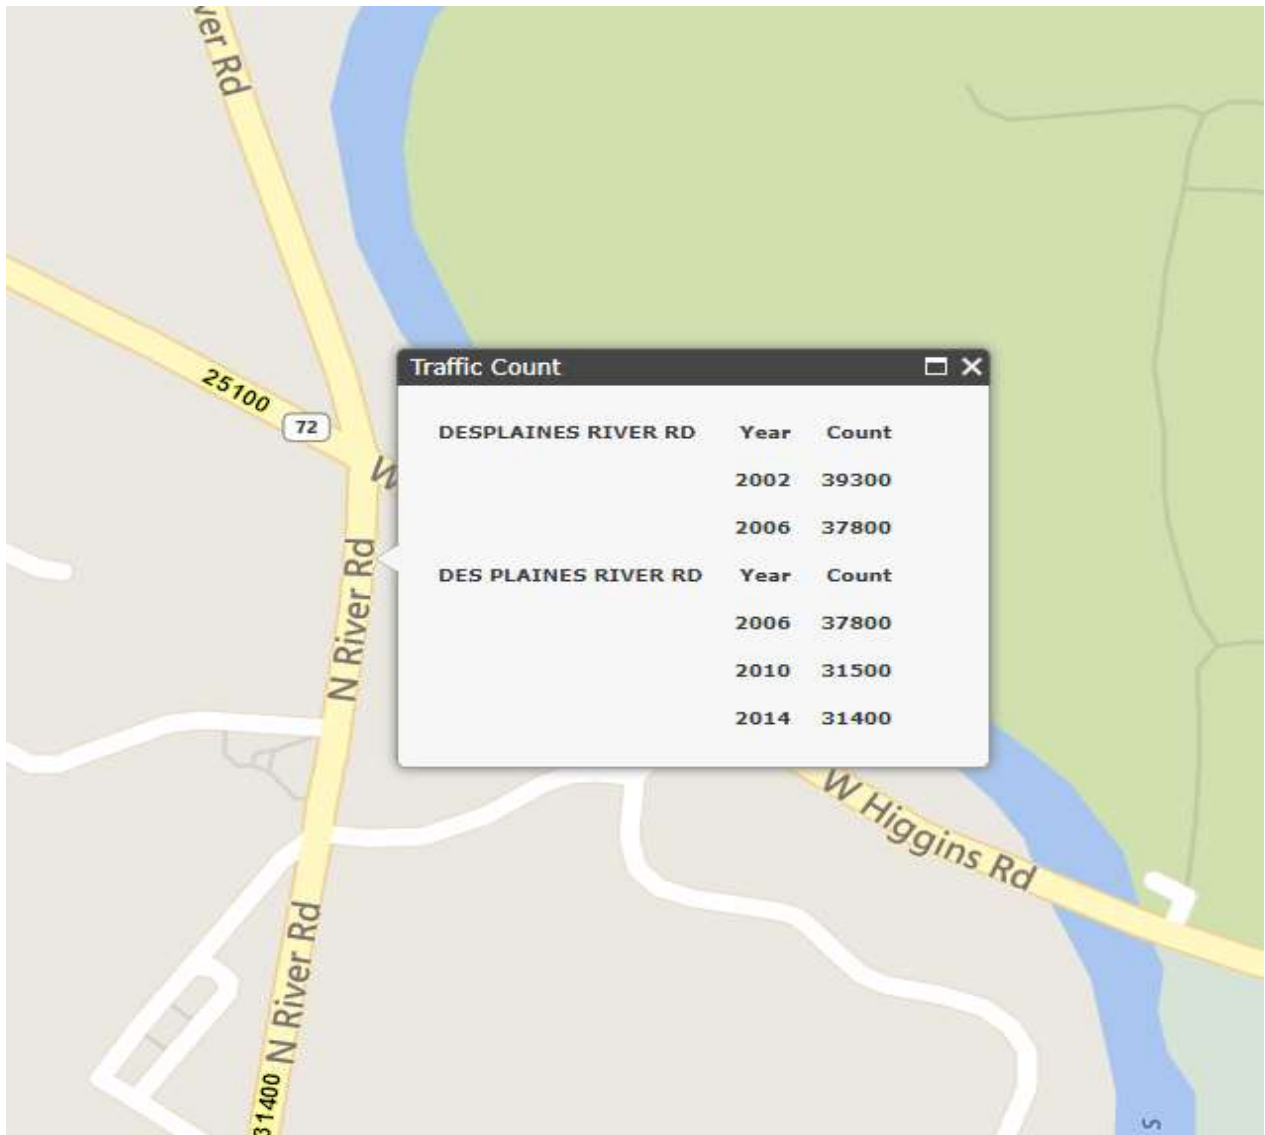 ver Rd
25100
72
W
Traffic Count
DESPLAINES RIVER RD Year Count
2002 39300
2006 37800
DES PLAINES RIVER RD Year Count
2006 37800
2010 31500
2014 31400
N River Rd
W Higgins Rd
N River Rd
31400
S